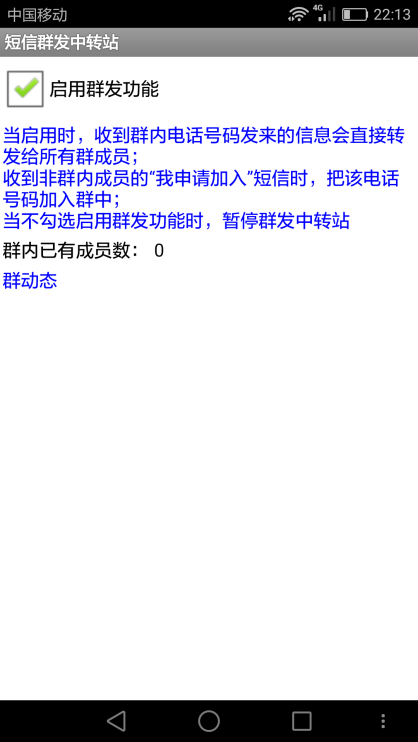 中国移动 4G 22:13
短信群发中转站
启用群发功能
当启用时，收到群内电话号码发来的信息会直接转
发给所有群成员；
收到非群内成员的“我申请加入”短信时，把该电话
号码加入群中；
当不勾选启用群发功能时，暂停群发中转站
群内已有成员数： 0
群动态